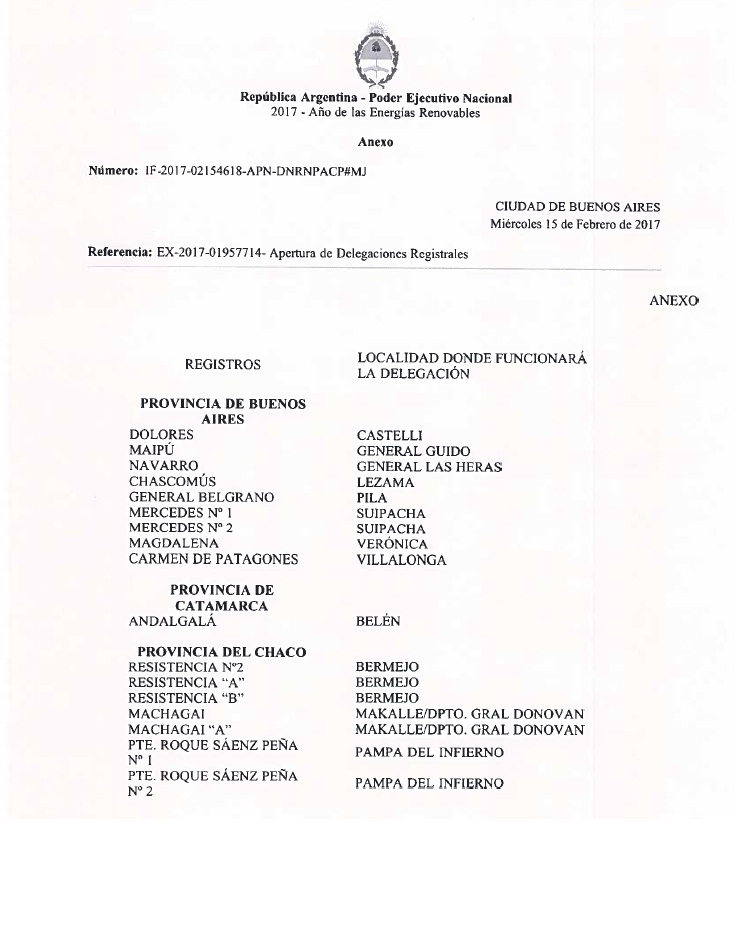 República Argentina - Poder Ejecutivo Nacional
2017 - Año de las Energías Renovables
Anexo
Número: IF-2017-02154618-APN-DNRNPACP#MJ
CIUDAD DE BUENOS AIRES
Miércoles 15 de Febrero de 2017
Referencia: EX-2017-01957714- Apertura de Delegaciones Registrales
ANEXO
REGISTROS
LOCALIDAD DONDE FUNCIONARÁ
LA DELEGACIÓN
PROVINCIA DE BUENOS
AIRES
DOLORES CASTELLI
MAIPÚ GENERAL GUIDO
NAVARRO GENERAL LAS HERAS
CHASCOMÚS LEZAMA
GENERAL BELGRANO PILA
MERCEDES Nº 1 SUIPACHA
MERCEDES Nº 2 SUIPACHA
MAGDALENA VERÓNICA
CARMEN DE PATAGONES VILLALONGA
PROVINCIA DE
CATAMARCA
ANDALGALÁ BELÉN
PROVINCIA DEL CHACO
RESISTENCIA Nº2 BERMEJO
RESISTENCIA “A” BERMEJO
RESISTENCIA “B” BERMEJO
MACHAGAI MAKALLE/DPTO. GRAL DONOVAN
MACHAGAI “A” MAKALLE/DPTO. GRAL DONOVAN
PTE. ROQUE SÁENZ PEÑA
Nº 1
PAMPA DEL INFIERNO
PTE. ROQUE SÁENZ PEÑA
Nº 2
PAMPA DEL INFIERNO